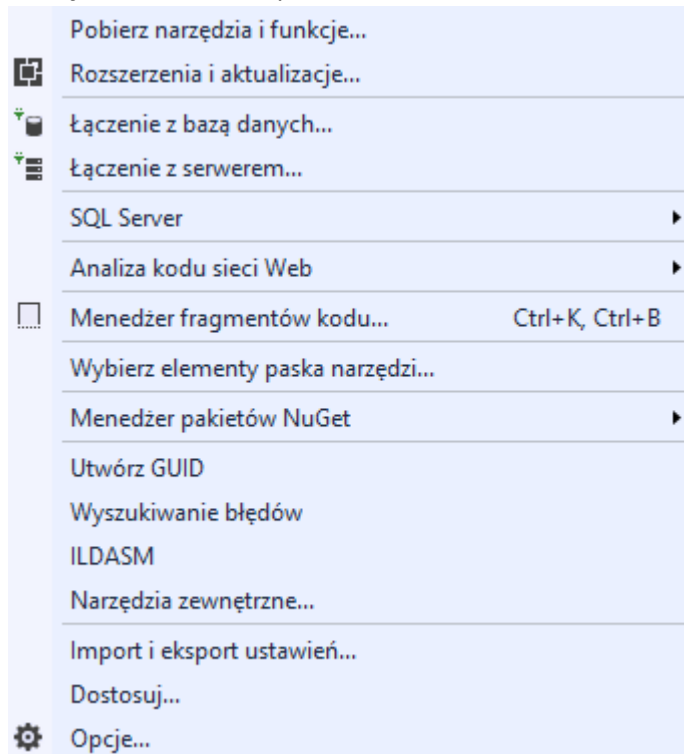 Pobierz narzędzia i funkcje...
Rozszerzenia i aktualizacje...
Łączenie z bazą danych...
Łączenie z serwerem...
SQL Server
Analiza kodu sieci Web
Menedżer fragmentów kodu... Ctrl+K, Ctrl+B
Wybierz elementy paska narzędzi...
Menedżer pakietów NuGet
Utwórz GUID
Wyszukiwanie błędów
ILDASM
Narzędzia zewnętrzne...
Import i eksport ustawień...
Dostosuj...
Opcje...